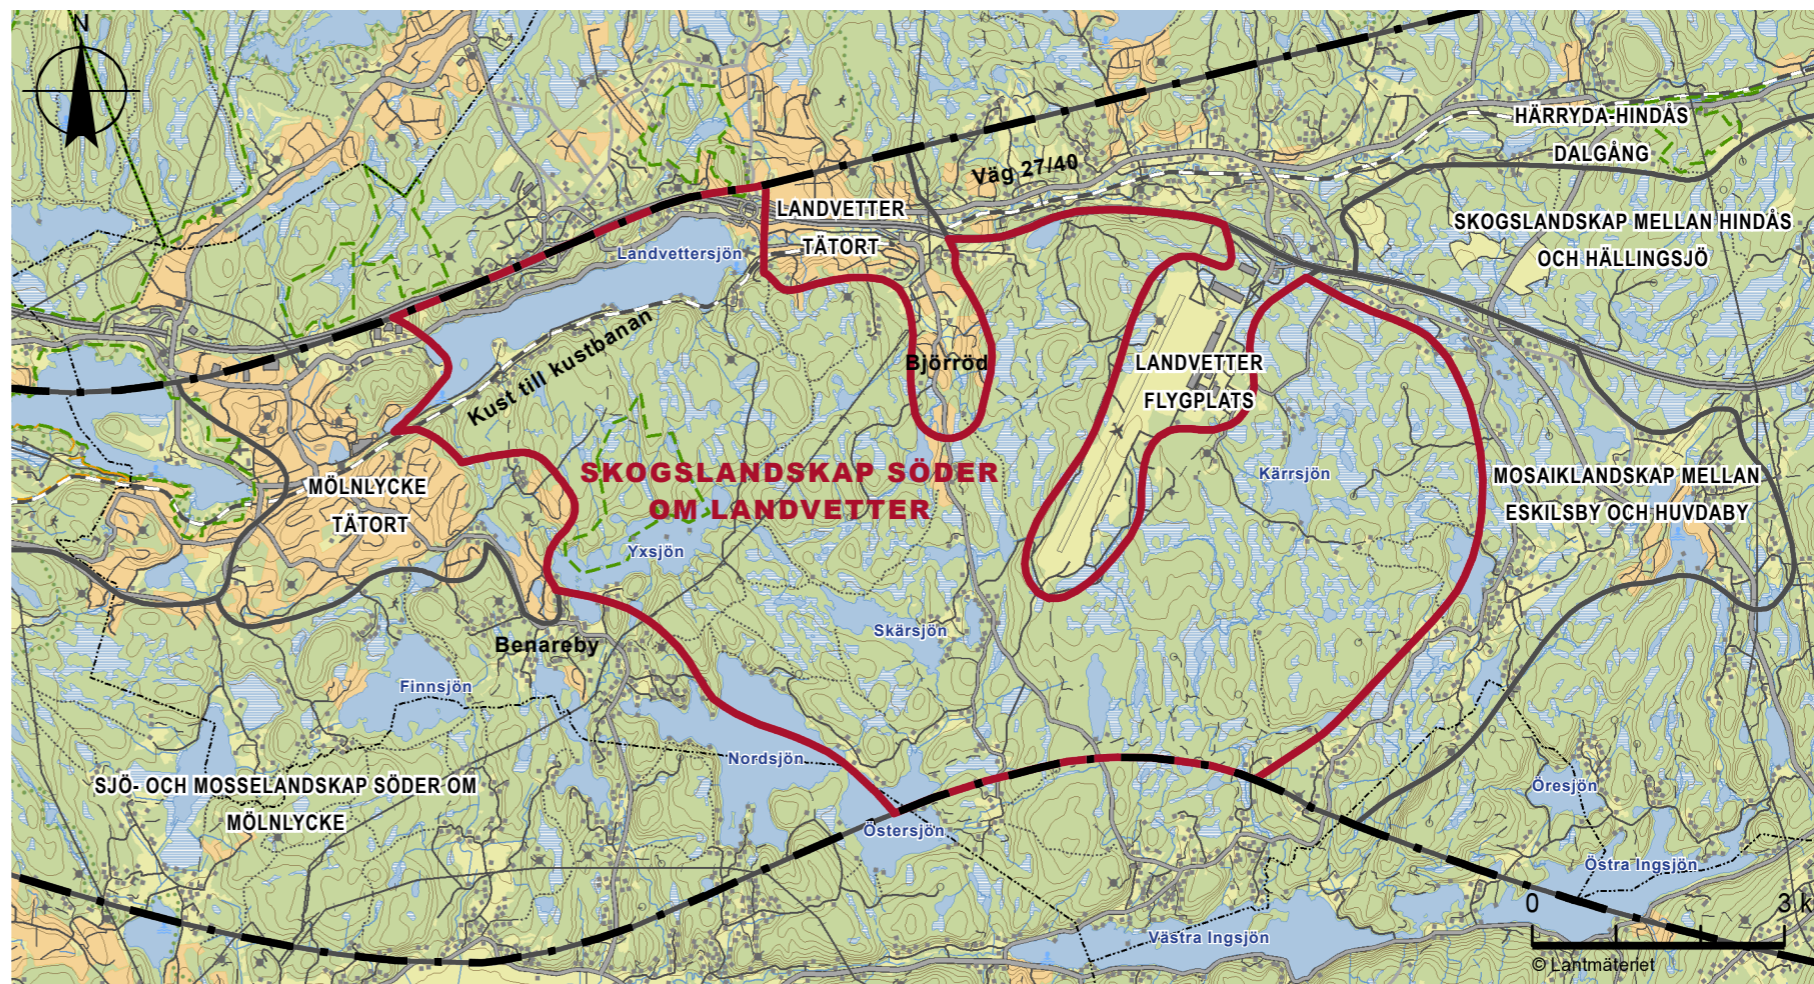 N
HÄRRYDA-HINDÅS
DALGÅNG
Väg 27/40
LANDVETTER
TÄTORT
SKOGSLANDSKAP MELLAN HINDÅS
OCH HÄLLINGSJÖ
Landvettersjön
Kust till kustbanan
Björröd
LANDVETTER
FLYGPLATS
SKOGSLANDSKAP SÖDER
OM LANDVETTER
Kärrsjön
MOSAIKLANDSKAP MELLAN
ESKILSBY OCH HUVDABY
MÖLNLYCKE
TÄTORT
Yxsjön
Skärsjön
Benareby
Finnsjön
Nordsjön
SJÖ- OCH MOSSELANDSKAP SÖDER OM
MÖLNLYCKE
Öresjön
Östersjön
Östra Ingsjön
0 3 k
Västra Ingsjön
© Lantmäteriet